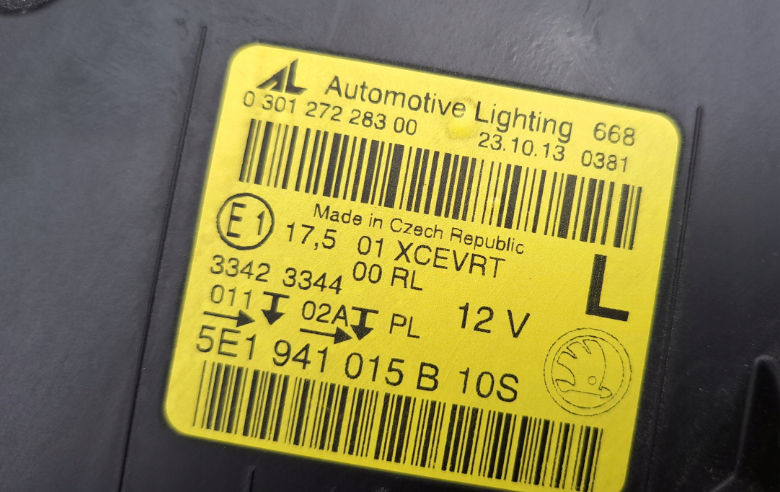 AL Automotive Lighting 668
0 301 272 283 00 23.10.13 0381
Made in Czech Republic
E1 17,5 01 XCEVRT L
3342 3344 00 RL
011 02A PL 12 V
5E1 941 015 B 10S